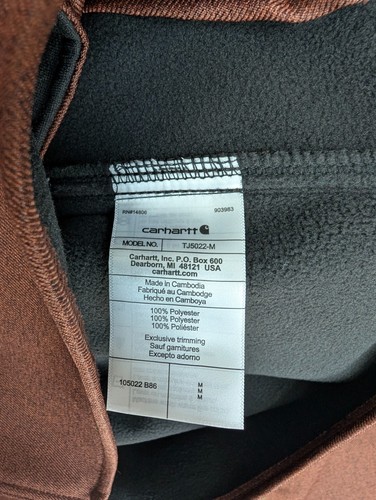 RN#14806 903983
carhartt
MODEL NO. TJ5022-M
Carhartt, Inc. P.O. Box 600
Dearborn, MI 48121 USA
carhartt.com
Made in Cambodia
Fabriqué au Cambodge
Hecho en Camboya
100% Polyester
100% Polyester
100% Poliéster
Exclusive trimming
Sauf garnitures
Excepto adorno
105022 B86 M
M
M